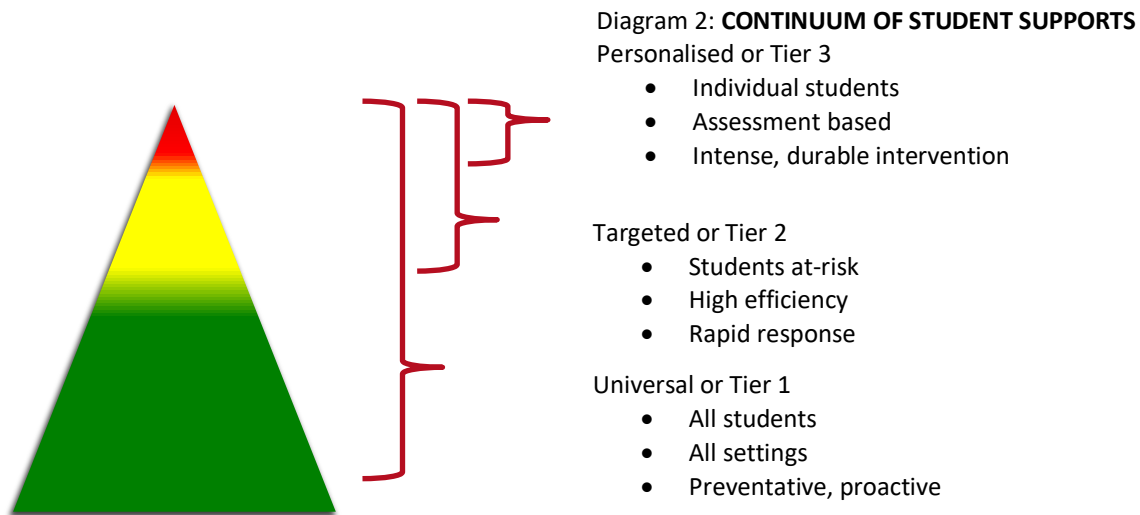 Diagram 2: CONTINUUM OF STUDENT SUPPORTS
Personalised or Tier 3
• Individual students
• Assessment based
• Intense, durable intervention
Targeted or Tier 2
• Students at-risk
• High efficiency
• Rapid response
Universal or Tier 1
• All students
• All settings
• Preventative, proactive